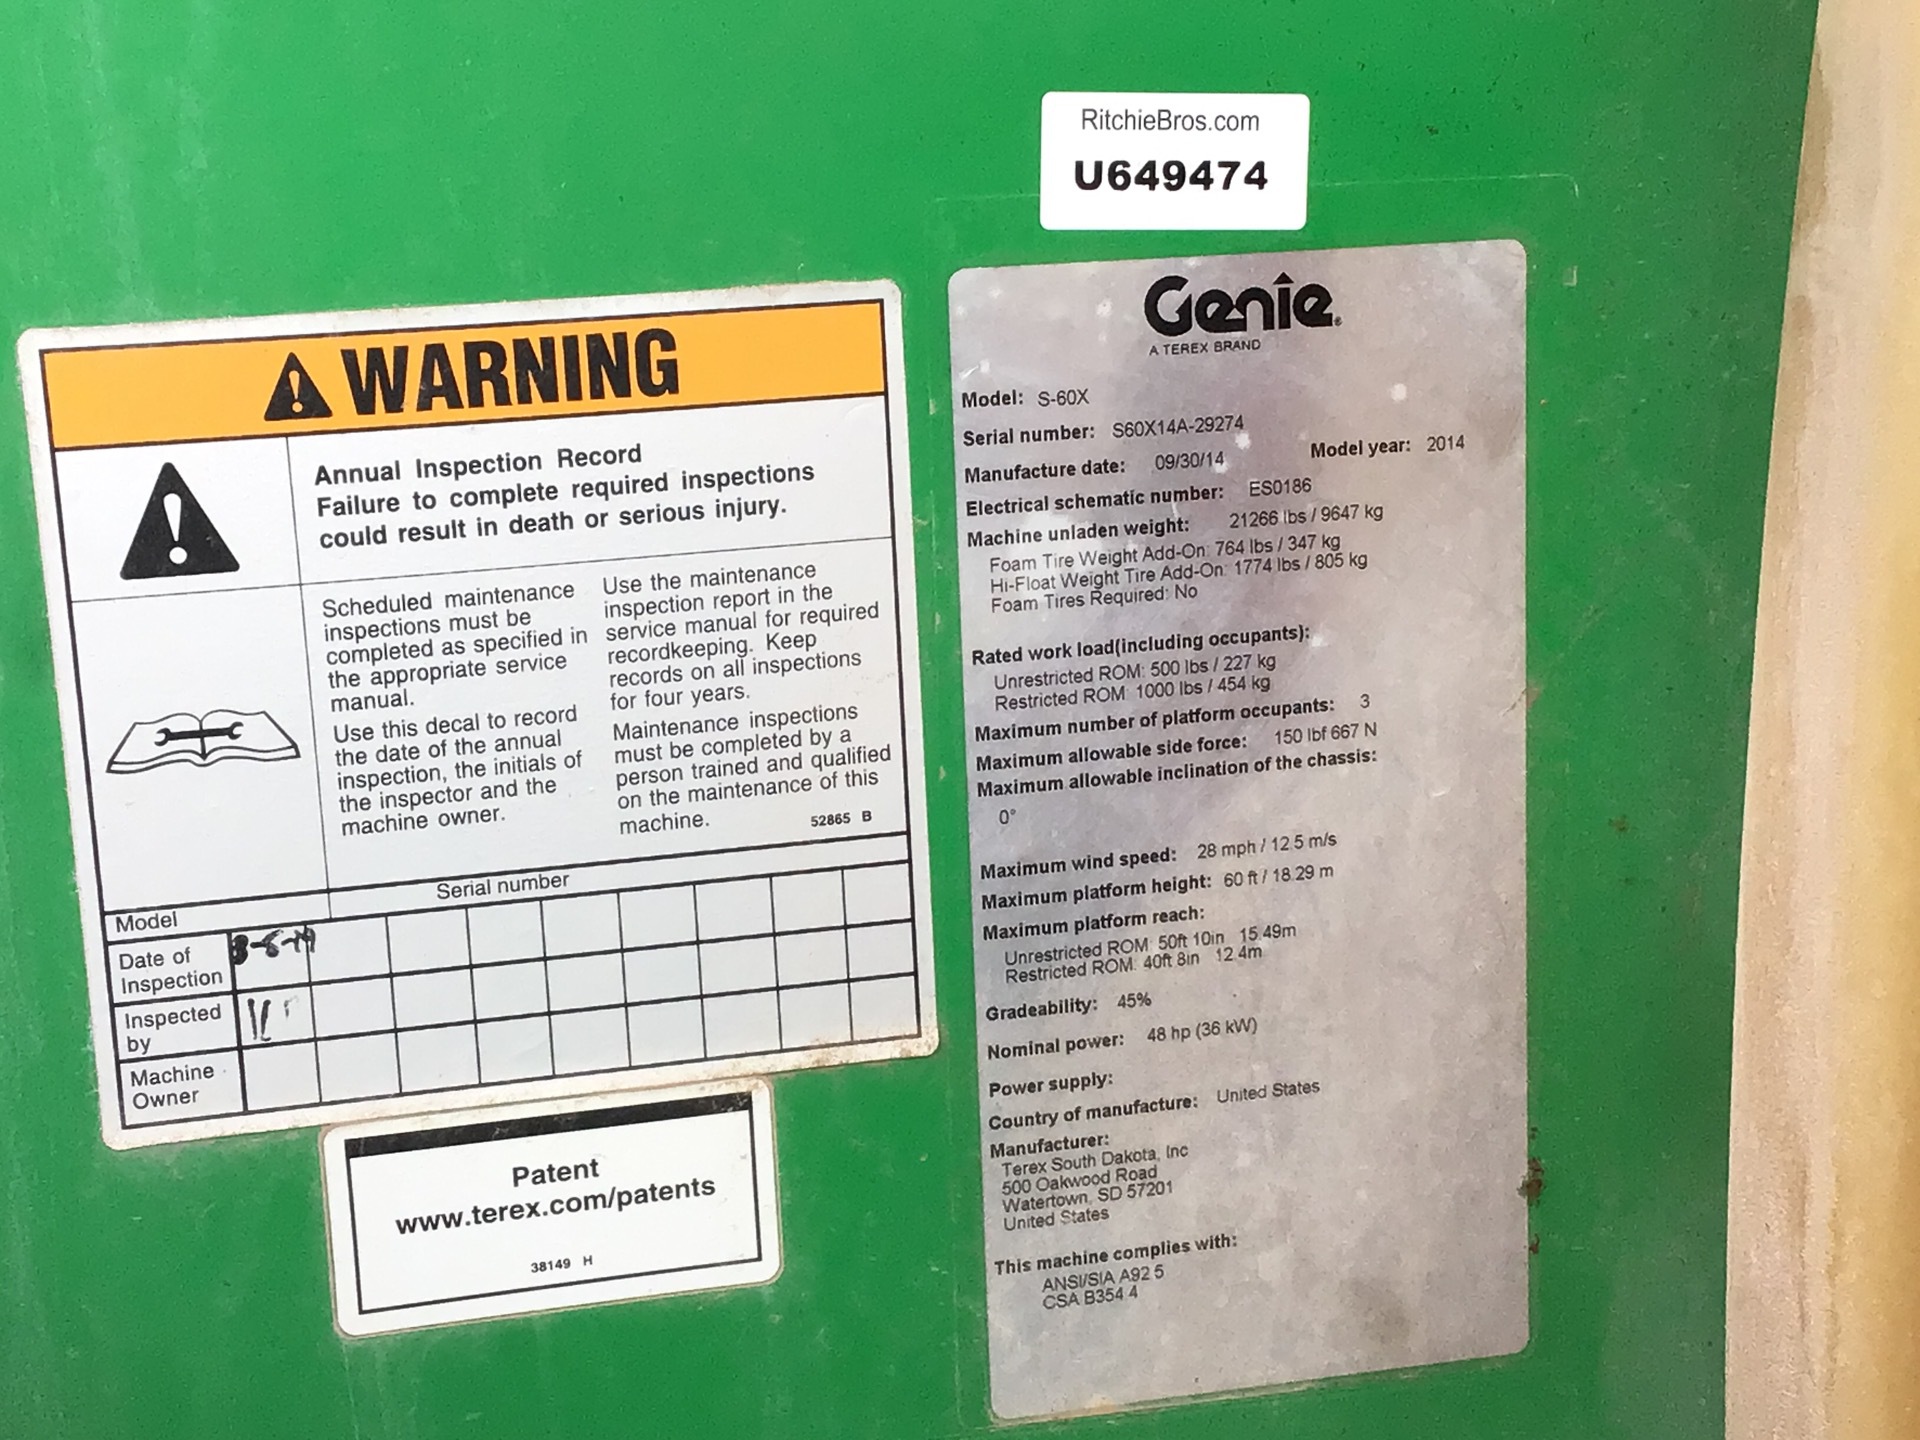 RitchieBros.com
U649474
WARNING
Annual Inspection Record
Failure to complete required inspections
could result in death or serious injury.
Scheduled maintenance
inspections must be
completed as specified in
the appropriate service
manual.
Use this decal to record
the date of the annual
inspection, the initials of
the inspector and the
machine owner.
Use the maintenance
inspection report in the
service manual for required
recordkeeping. Keep
records on all inspections
for four years.
Maintenance inspections
must be completed by a
person trained and qualified
on the maintenance of this
machine.
52865 B
Model
Serial number
Date of
Inspection
Inspected
by
Machine
Owner
Patent
www.terex.com/patents
38149 H
Genie
A TEREX BRAND
Model: S-60X
Serial number: S60X14A-29274
Manufacture date: 09/30/14 Model year: 2014
Electrical schematic number: ES0186
Machine unladen weight: 21266 lbs / 9647 kg
Foam Tire Weight Add-On: 764 lbs / 347 kg
Hi-Float Weight Tire Add-On: 1774 lbs / 805 kg
Foam Tires Required: No
Rated work load(including occupants):
Unrestricted ROM: 500 lbs / 227 kg
Restricted ROM: 1000 lbs / 454 kg
Maximum number of platform occupants: 3
Maximum allowable side force: 150 lbf 667 N
Maximum allowable inclination of the chassis:
0°
Maximum wind speed: 28 mph / 12.5 m/s
Maximum platform height: 60 ft / 18.29 m
Maximum platform reach:
Unrestricted ROM: 50ft 10in 15.49m
Restricted ROM: 40ft 8in 12.4m
Gradeability: 45%
Nominal power: 48 hp (36 kW)
Power supply:
Country of manufacture: United States
Manufacturer:
Terex South Dakota, Inc
500 Oakwood Road
Watertown, SD 57201
United States
This machine complies with:
ANSI/SIA A92.5
CSA B354.4